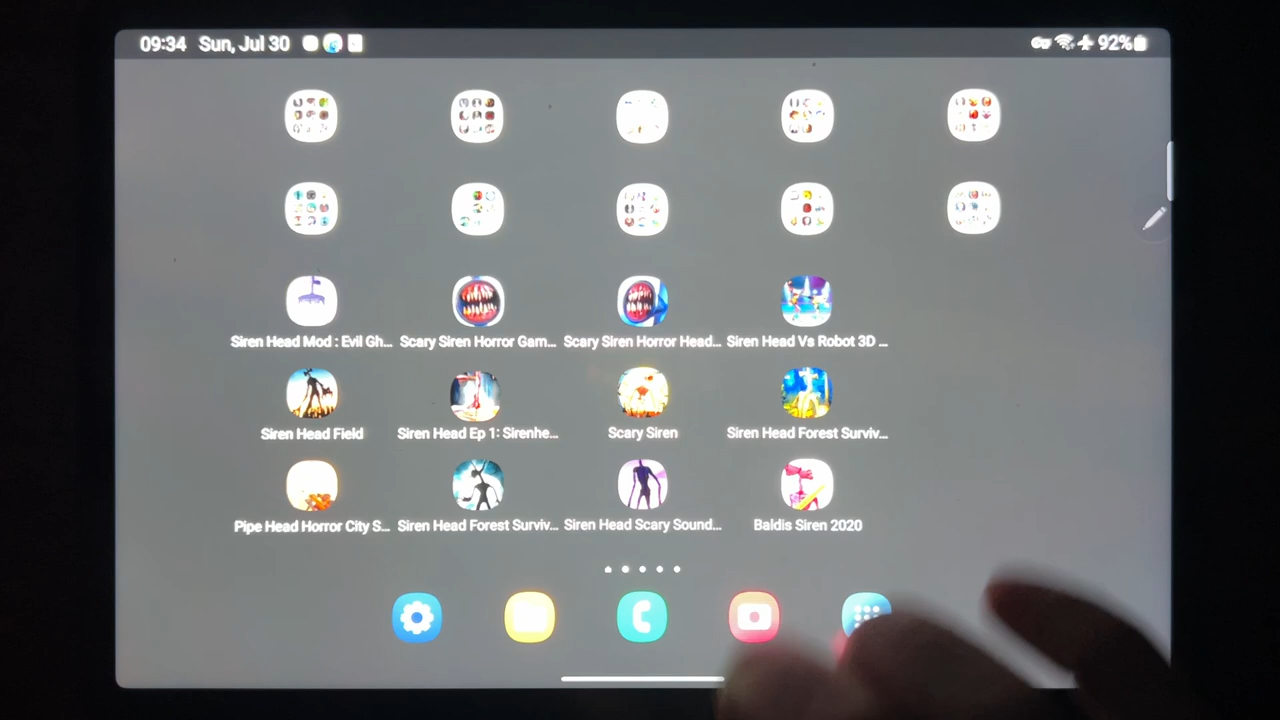 09:34 Sun, Jul 30 92%
Siren Head Mod : Evil Gh... Scary Siren Horror Gam... Scary Siren Horror Head... Siren Head Vs Robot 3D ...
Siren Head Field Siren Head Ep 1: Sirenhe... Scary Siren Siren Head Forest Surviv...
Pipe Head Horror City S... Siren Head Forest Surviv... Siren Head Scary Sound... Baldis Siren 2020